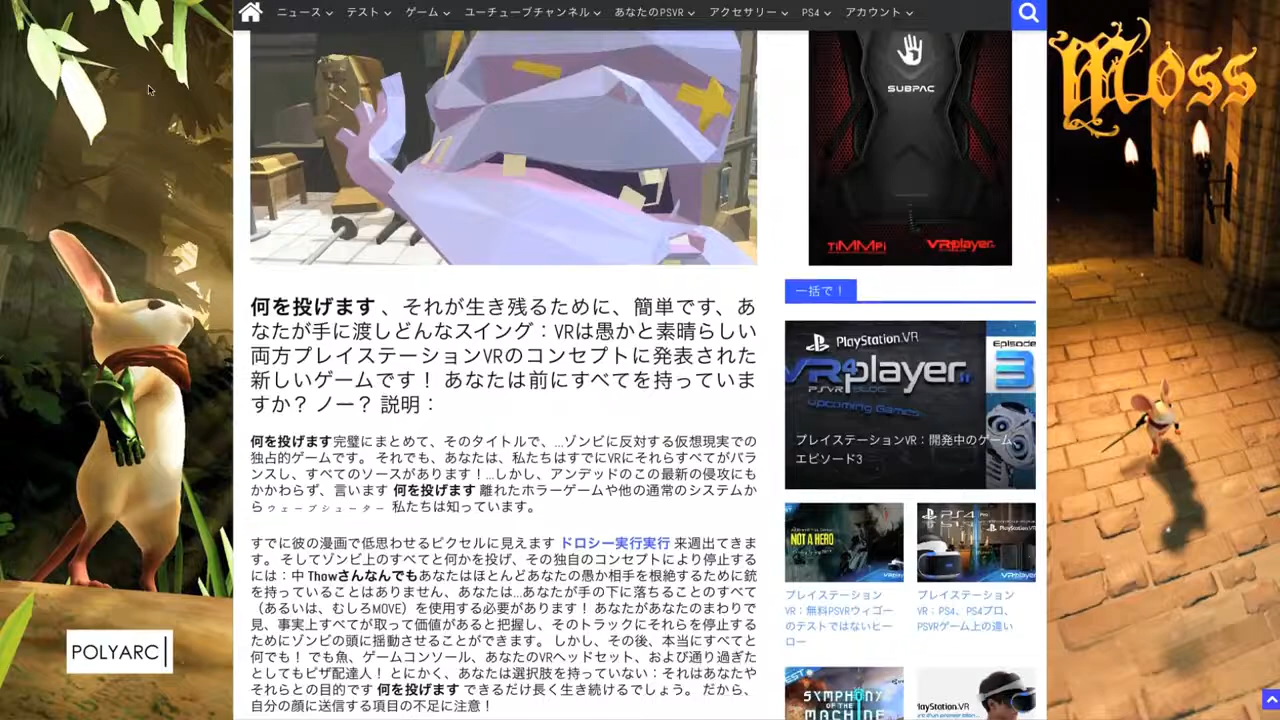 ニュース
テスト
ゲーム
ユーチューブチャンネル
あなたのPSVR
アクセサリー
PS4
アカウント
Moss
SUBPAC
TiMMPi
VRplayer
何を投げます 、それが生き残るために、簡単です、あ
なたが手に渡しどんなスイング：VRは愚かと素晴らしい
両方プレイステーションVRのコンセプトに発表された
新しいゲームです！ あなたは前にすべてを持っていま
すか？ ノー？ 説明：
何を投げます完璧にまとめて、そのタイトルで、…ゾンビに反対する仮想現実での
独占的ゲームです。 それでも、あなたは、私たちはすでにVRにそれらすべてがバラ
ンスし、すべてのソースがあります！…しかし、アンデッドのこの最新の侵攻にも
かかわらず、言います 何を投げます 離れたホラーゲームや他の通常のシステムか
ら ウェーブシューター 私たちは知っています。
すでに彼の漫画で低思わせるピクセルに見えます ドロシー実行実行 来週出てきま
す。そしてゾンビ上のすべてと何かを投げ、その独自のコンセプトにより停止する
には：中 Thowさんなんでもあなたはほとんどあなたの愚か相手を根絶するために銃
を持っていることはありません、あなたは…あなたが手の下に落ちることのすべて
（あるいは、むしろMOVE）を使用する必要があります！ あなたがあなたのまわりで
見、事実上すべてが取って価値があると把握し、そのトラックにそれらを停止する
ためにゾンビの頭に揺動させることができます。 しかし、その後、本当にすべてと
何でも！ でも魚、ゲームコンソール、あなたのVRヘッドセット、および通り過ぎた
としてもピザ配達人！ とにかく、あなたは選択肢を持っていない：それはあなたや
それらとの目的です 何を投げます できるだけ長く生き続けるでしょう。 だから、
自分の顔に送信する項目の不足に注意！
一括で！
PlayStation.VR
Episode
VR4player.fr
3
PSVR BLOG
Upcoming Games
プレイステーションVR：開発中のゲーム、
エピソード3
NOT A HERO
PS4
プレイステーション
VR：無料PSVRウィゴー
のテストではないヒー
ロー
プレイステーション
VR：PS4、PS4プロ、
PSVRゲーム上の違い
SYMPHONY
OF THE
MACHINE
PlayStation.VR
POLYARC